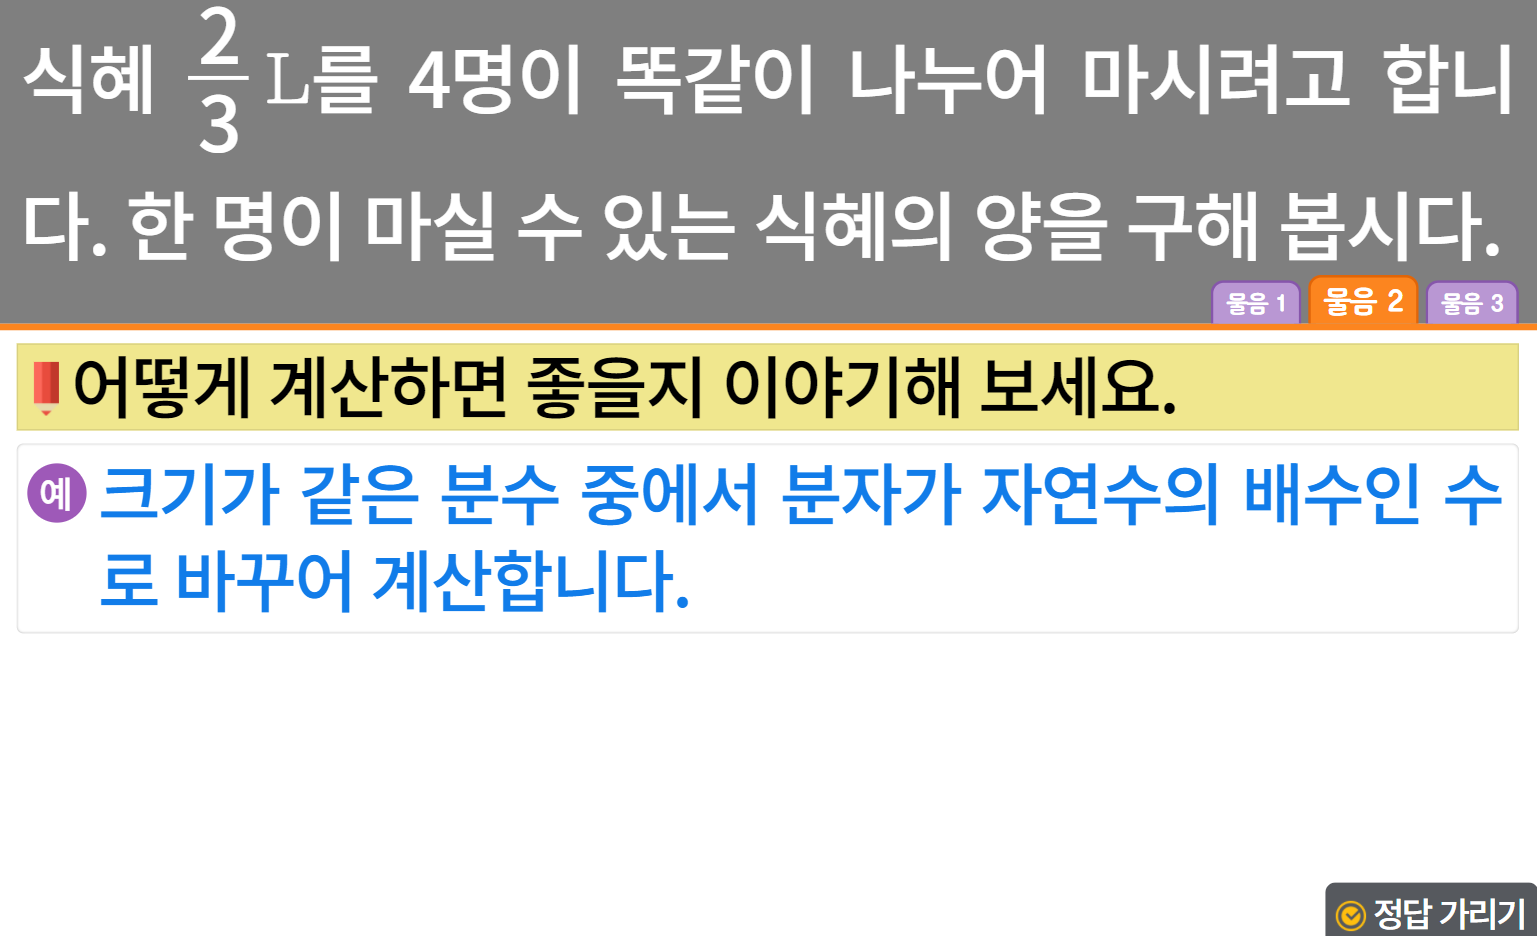 식혜 2/3 L를 4명이 똑같이 나누어 마시려고 합니
다. 한 명이 마실 수 있는 식혜의 양을 구해 봅시다.
물음 1 물음 2 물음 3
어떻게 계산하면 좋을지 이야기해 보세요.
예 크기가 같은 분수 중에서 분자가 자연수의 배수인 수
로 바꾸어 계산합니다.
정답 가리기